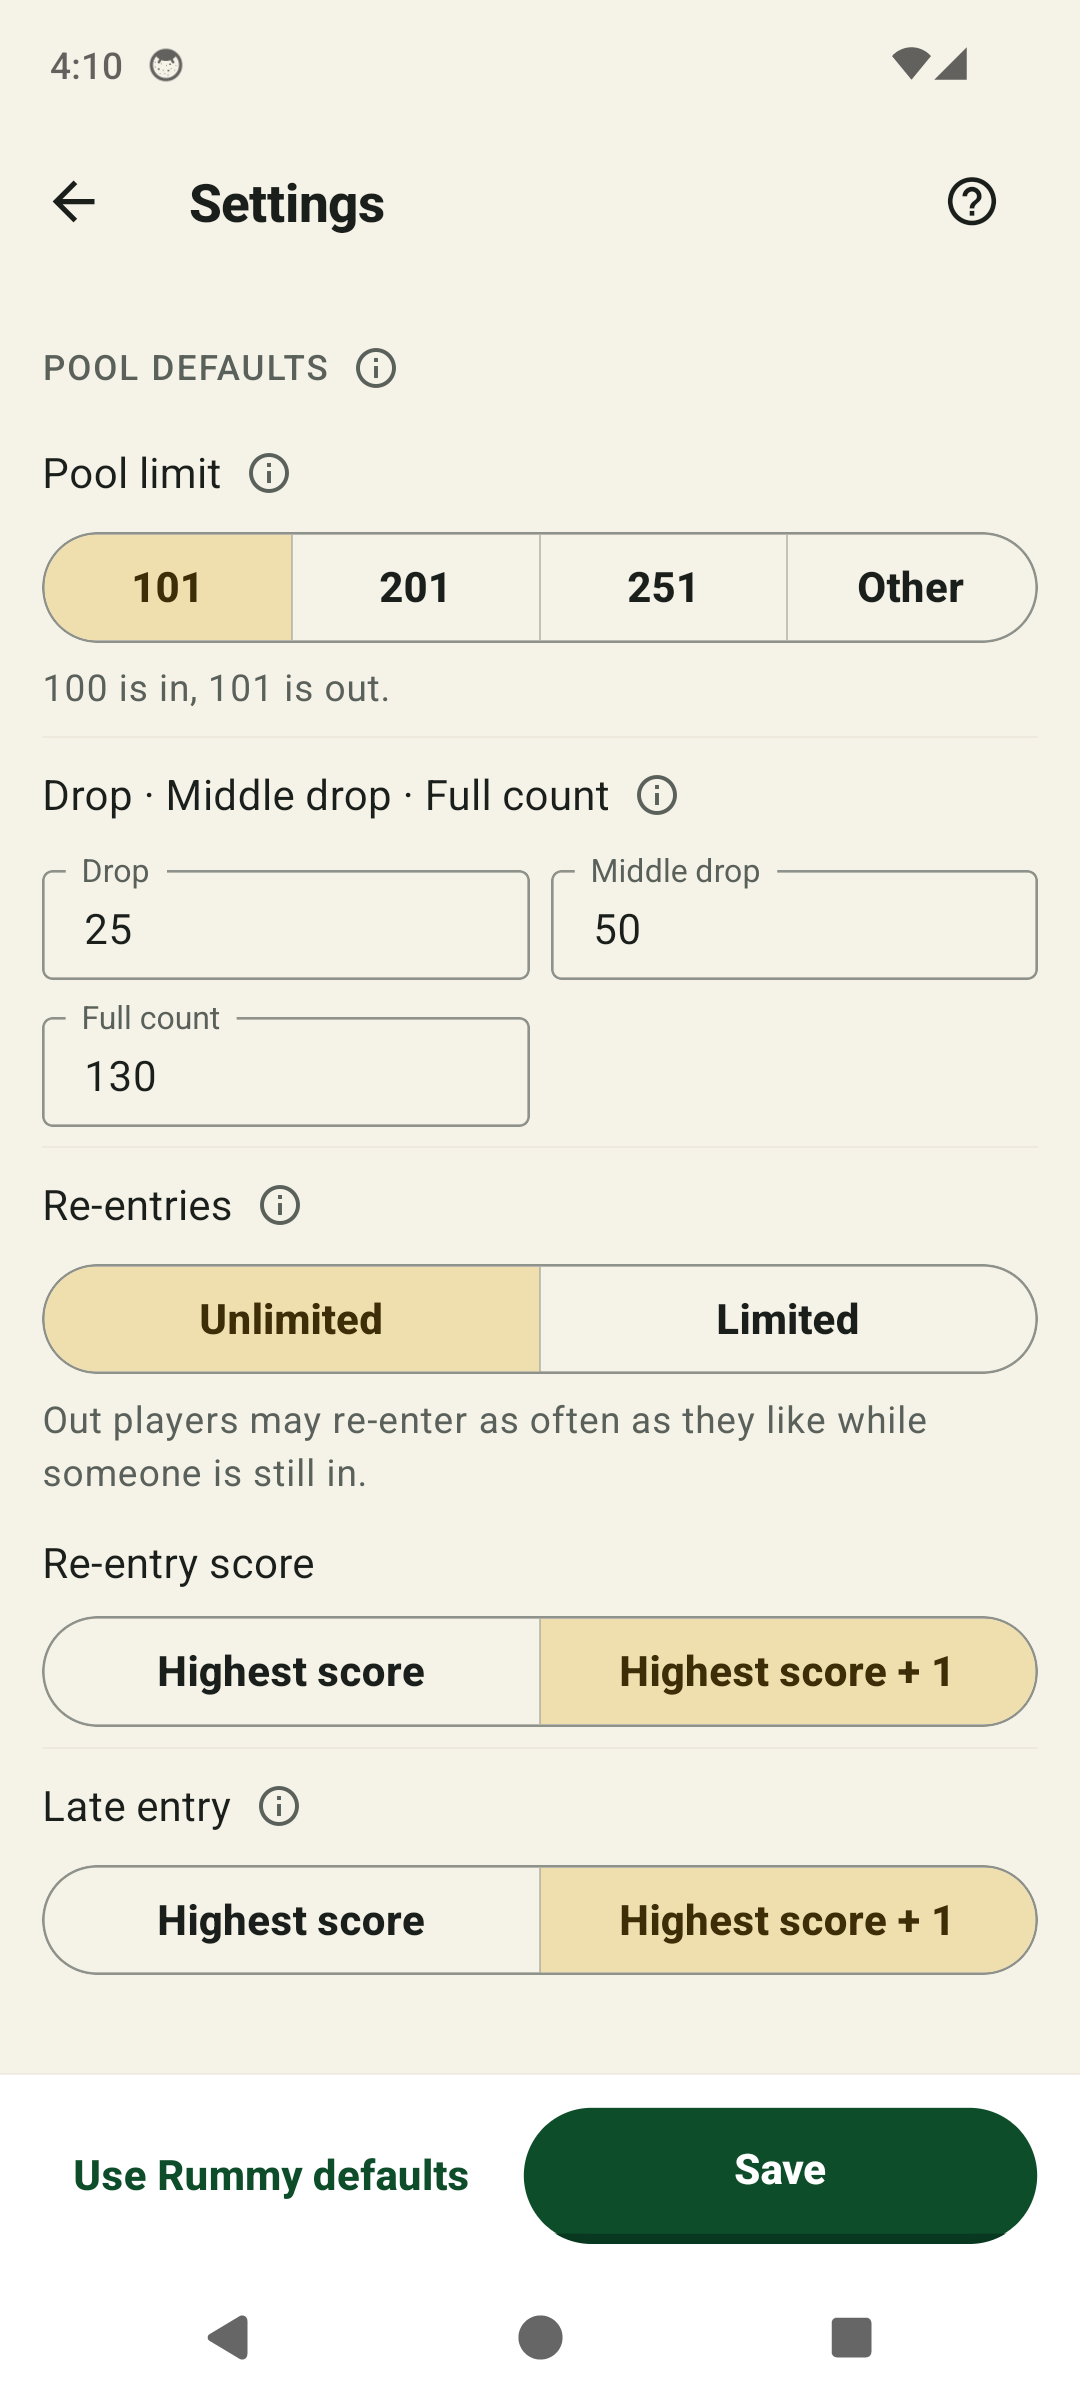 4:10
Settings
POOL DEFAULTS
Pool limit
101 201 251 Other
100 is in, 101 is out.
Drop · Middle drop · Full count
Drop Middle drop
25 50
Full count
130
Re-entries
Unlimited Limited
Out players may re-enter as often as they like while
someone is still in.
Re-entry score
Highest score Highest score + 1
Late entry
Highest score Highest score + 1
Use Rummy defaults Save